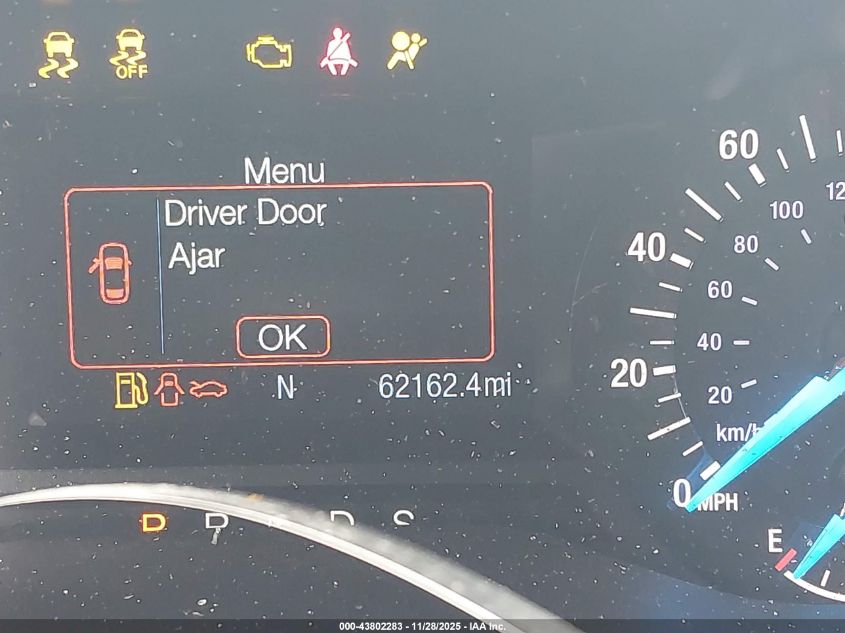 OFF
Menu
Driver Door
Ajar
OK
N
62162.4mi
60
40
20
0
MPH
100
80
60
40
20
km/h
E
P
R
D
S
000-43802283 - 11/28/2025 - IAA Inc.